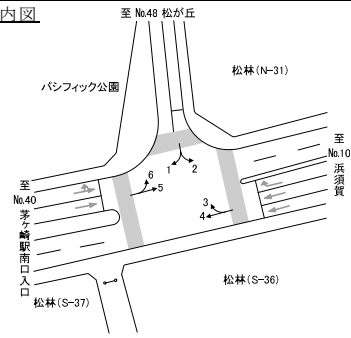 内図
至 No.48 松が丘
松林(N-31)
パシフィック公園
至
No.10
浜須賀
至
No.40
茅ヶ崎駅南口入口
1
2
6
5
3
4
松林(S-36)
松林(S-37)